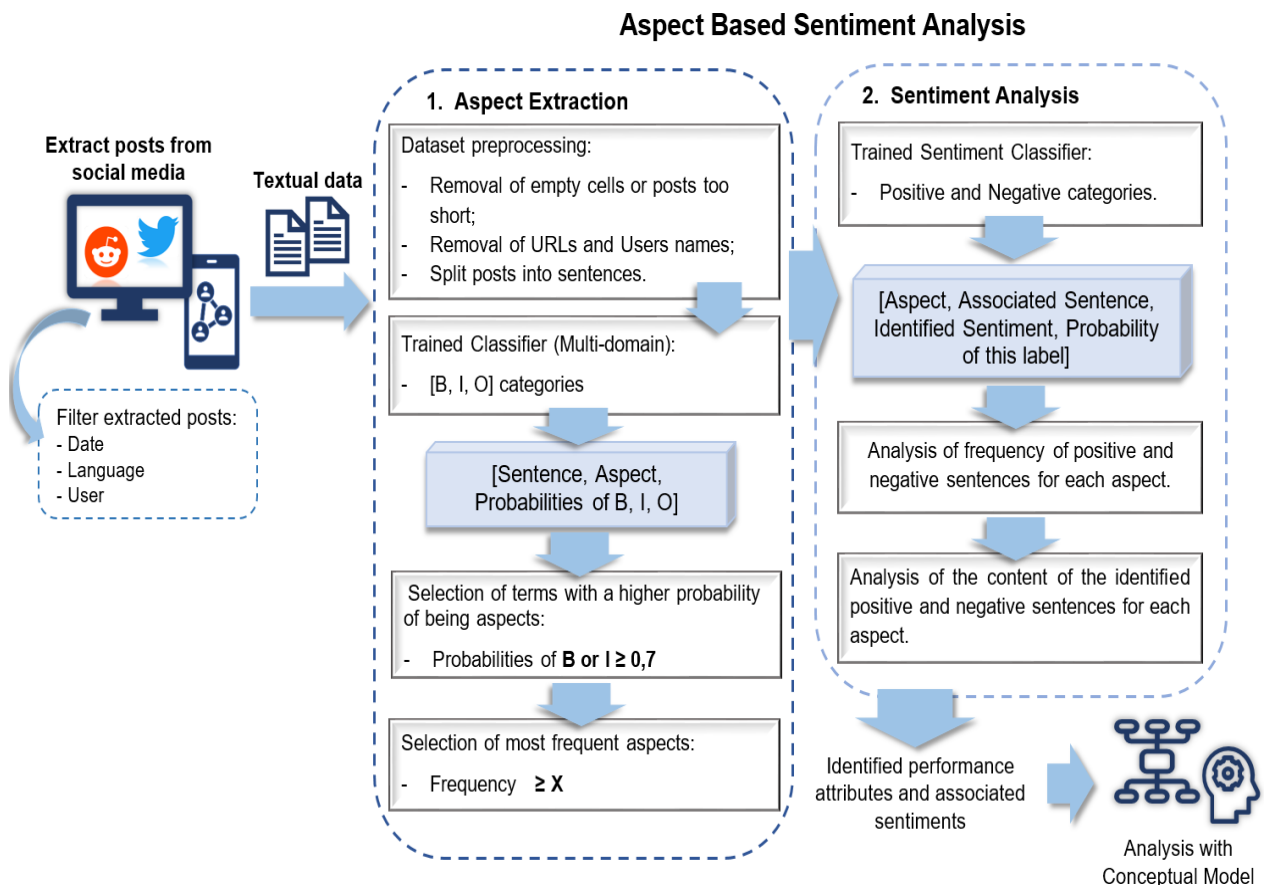 Aspect Based Sentiment Analysis
Extract posts from
social media
Textual data
Filter extracted posts:
- Date
- Language
- User
1. Aspect Extraction
Dataset preprocessing:
- Removal of empty cells or posts too
short;
- Removal of URLs and Users names;
- Split posts into sentences.
Trained Classifier (Multi-domain):
- [B, I, O] categories
[Sentence, Aspect,
Probabilities of B, I, O]
Selection of terms with a higher probability
of being aspects:
- Probabilities of B or I ≥ 0,7
Selection of most frequent aspects:
- Frequency ≥ X
2. Sentiment Analysis
Trained Sentiment Classifier:
- Positive and Negative categories.
[Aspect, Associated Sentence,
Identified Sentiment, Probability
of this label]
Analysis of frequency of positive and
negative sentences for each aspect.
Analysis of the content of the identified
positive and negative sentences for each
aspect.
Identified performance
attributes and associated
sentiments
Analysis with
Conceptual Model